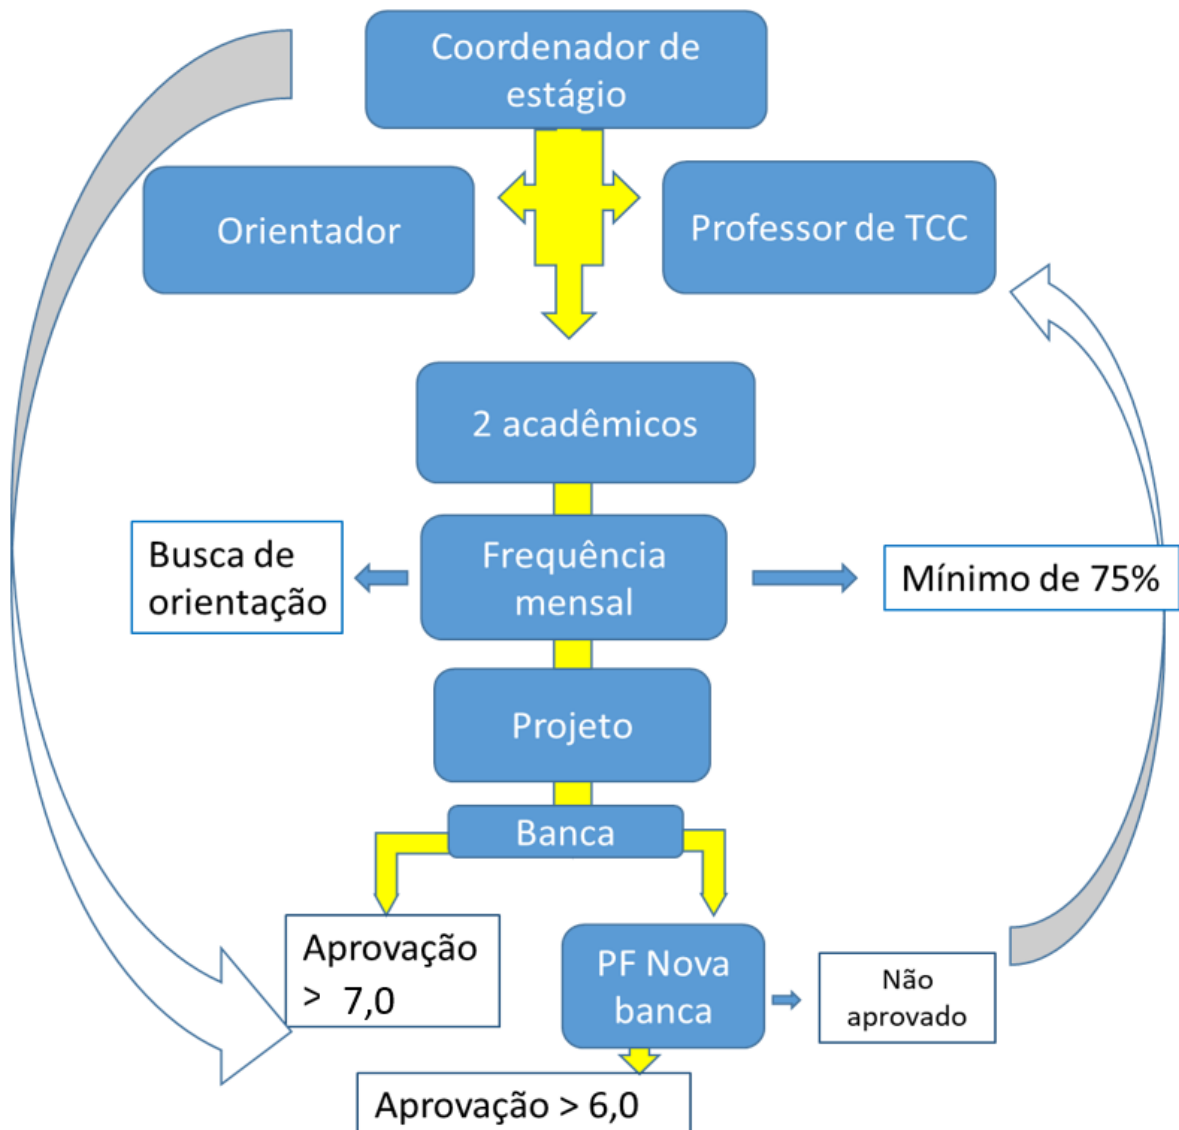 Coordenador de
estágio
Orientador
Professor de TCC
2 acadêmicos
Busca de
orientação
Frequência
mensal
Mínimo de 75%
Projeto
Banca
Aprovação
> 7,0
PF Nova
banca
Não
aprovado
Aprovação > 6,0